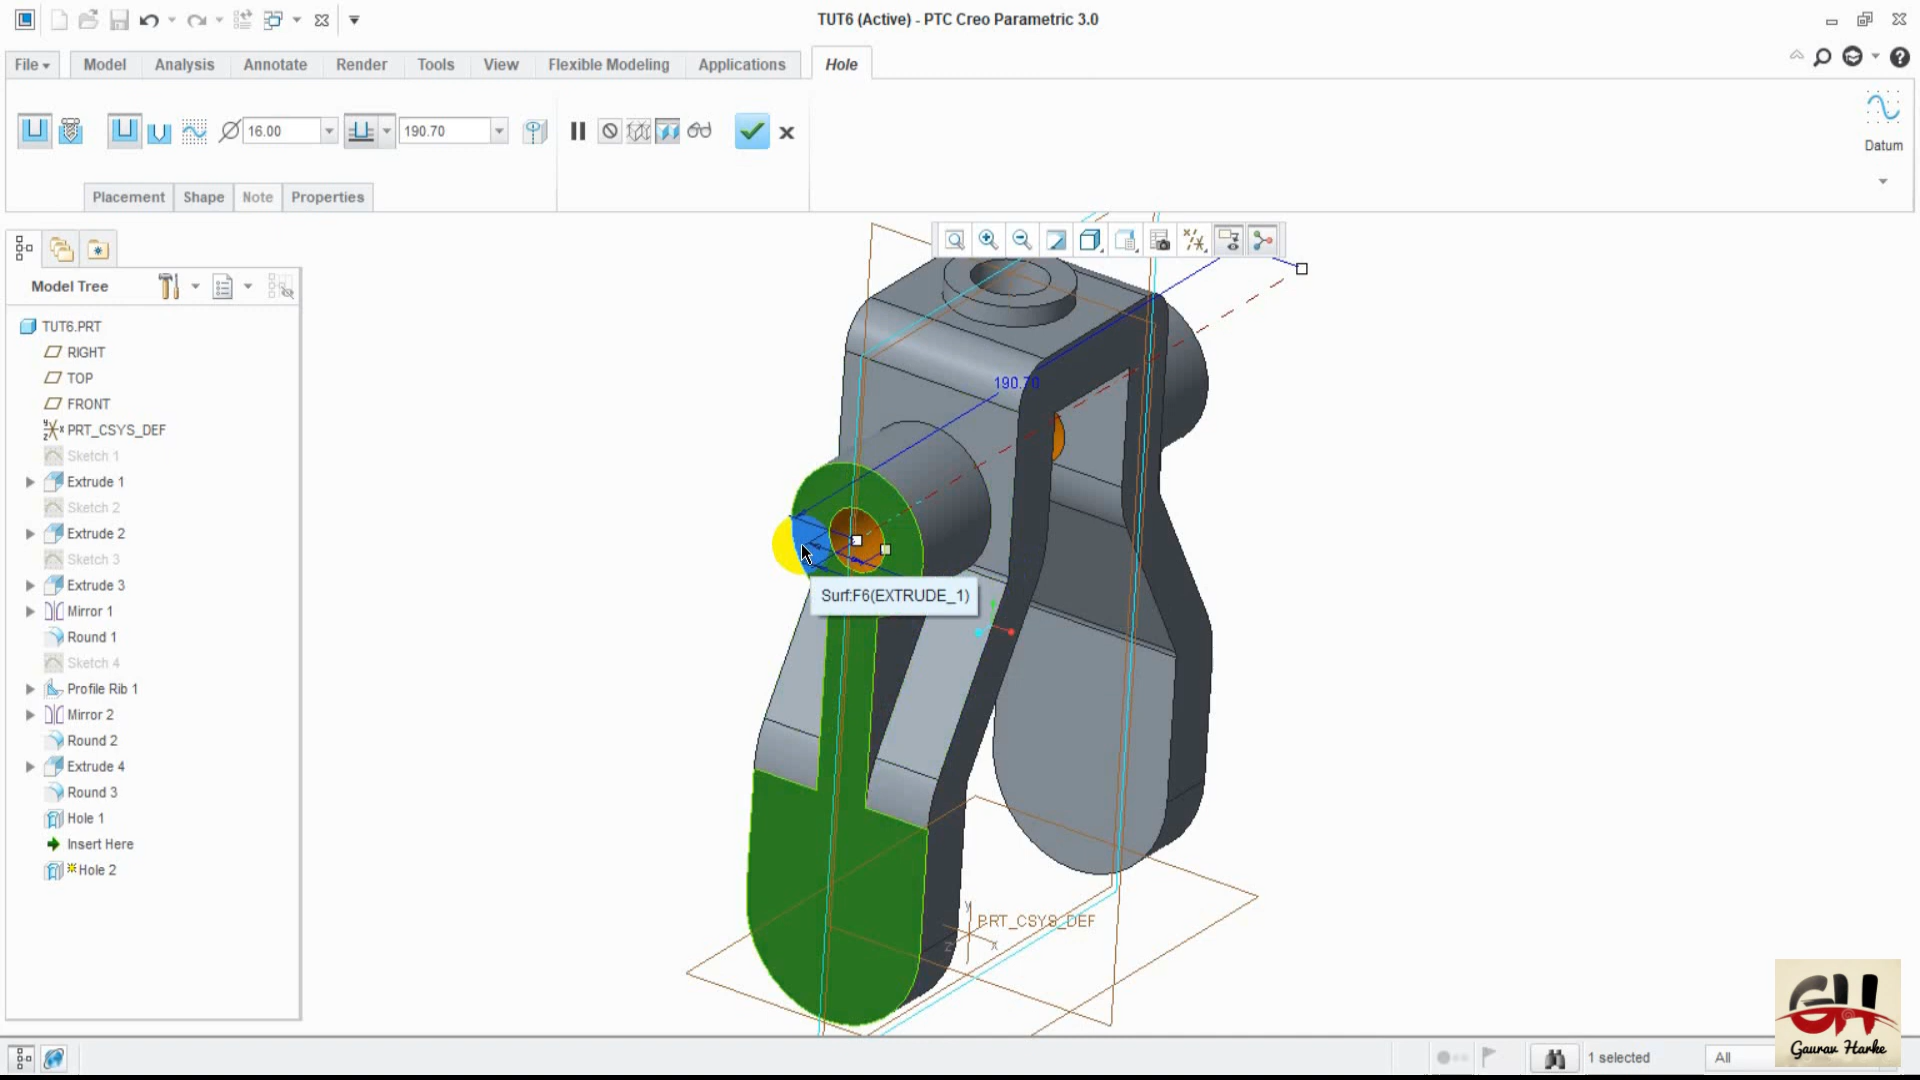 TUT6 (Active) - PTC Creo Parametric 3.0
File Model Analysis Annotate Render Tools View Flexible Modeling Applications Hole
16.00 190.70
Datum
Placement Shape Note Properties
Model Tree
TUT6.PRT
RIGHT
TOP
FRONT
PRT_CSYS_DEF
Sketch 1
Extrude 1
Sketch 2
Extrude 2
Sketch 3
Extrude 3
Mirror 1
Round 1
Sketch 4
Profile Rib 1
Mirror 2
Round 2
Extrude 4
Round 3
Hole 1
Insert Here
Hole 2
190.70
Surf:F6(EXTRUDE_1)
PRT_CSYS_DEF
Y
X
Z
GH
Gaurav Harke
1 selected
All